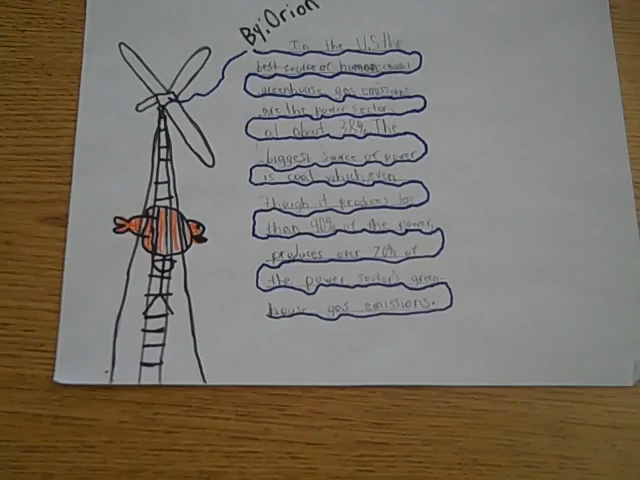 By: Orion
In the U.S the
best source of human-caused
greenhouse gas emissions
are the power sector,
at about 38%. The
biggest source of power
is coal which, even
though it produces less
than 40% of the power,
produces over 70% of
the power sector's green-
house gas emissions.